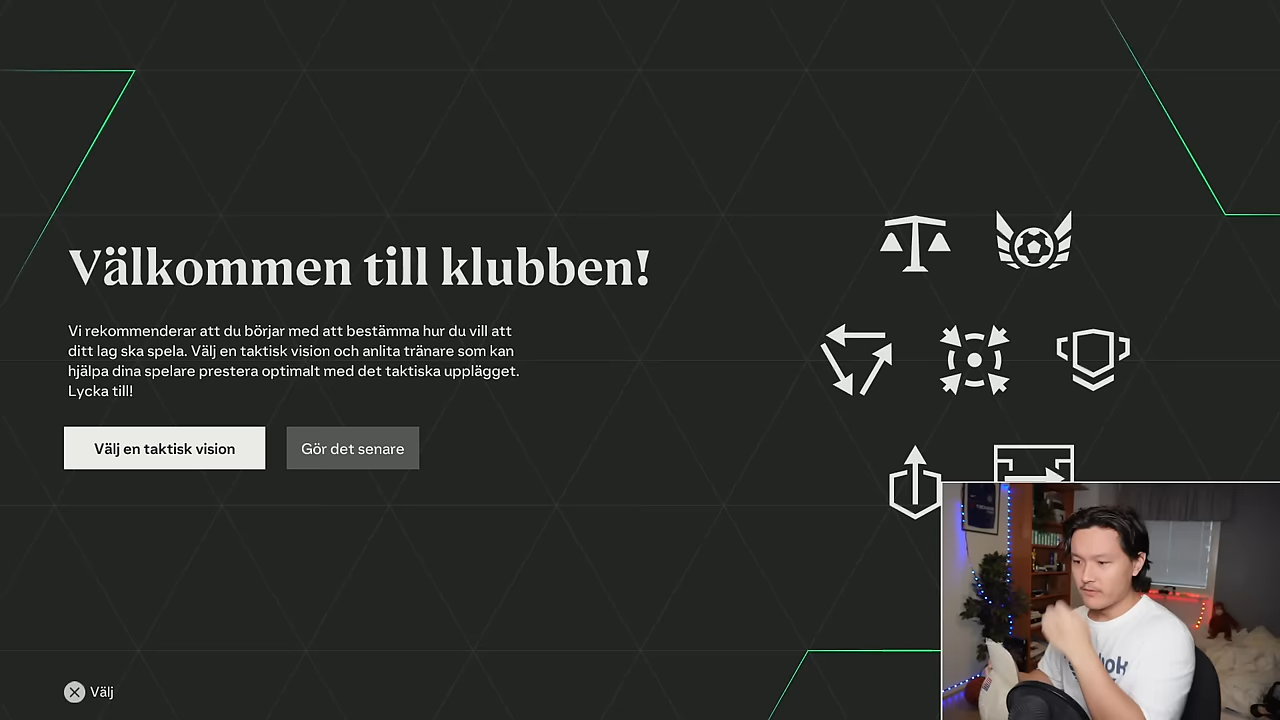 Välkommen till klubben!
Vi rekommenderar att du börjar med att bestämma hur du vill att
ditt lag ska spela. Välj en taktisk vision och anlita tränare som kan
hjälpa dina spelare prestera optimalt med det taktiska upplägget.
Lycka till!
Välj en taktisk vision
Gör det senare
Välj